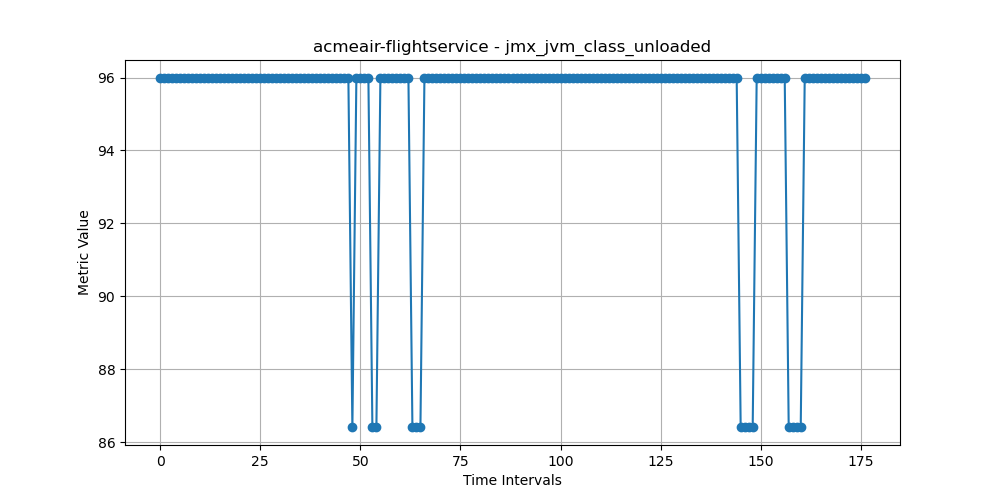 acmeair-flightservice - jmx_jvm_class_unloaded
96
94
92
90
88
86
Metric Value
0 25 50 75 100 125 150 175
Time Intervals